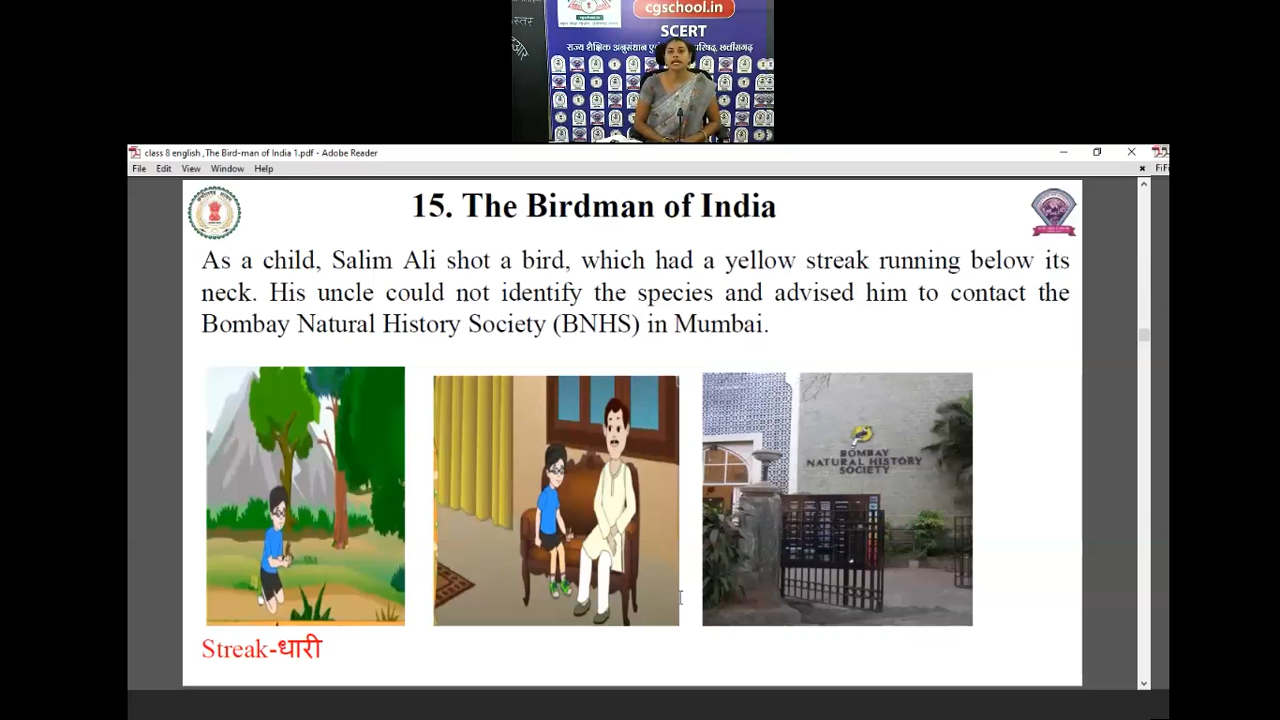 cgschool.in
SCERT
स्तर
class 8 english ,The Bird-man of India 1.pdf - Adobe Reader
File Edit View Window Help
15. The Birdman of India
As a child, Salim Ali shot a bird, which had a yellow streak running below its
neck. His uncle could not identify the species and advised him to contact the
Bombay Natural History Society (BNHS) in Mumbai.
BOMBAY
NATURAL HISTORY
SOCIETY
Streak-धारी